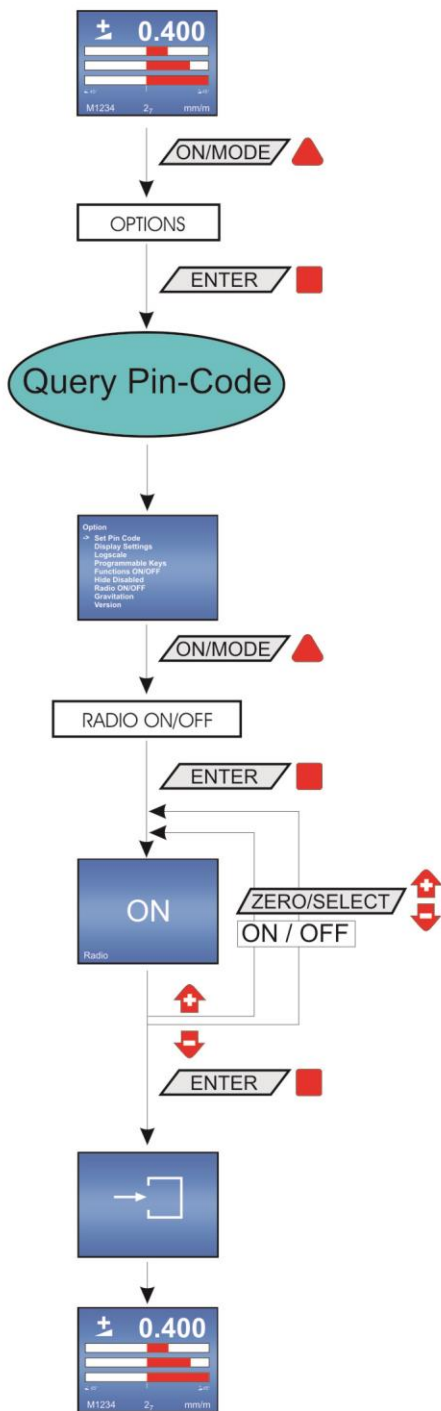 ± 0.400
M1234 2₇ mm/m
ON/MODE
OPTIONS
ENTER
Query Pin-Code
Option
-> Set Pin Code
Display Settings
Logscale
Programmable Keys
Functions ON/OFF
Hide Disabled
Radio ON/OFF
Gravitation
Version
ON/MODE
RADIO ON/OFF
ENTER
ON
Radio
ZERO/SELECT
ON / OFF
ENTER
± 0.400
M1234 2₇ mm/m